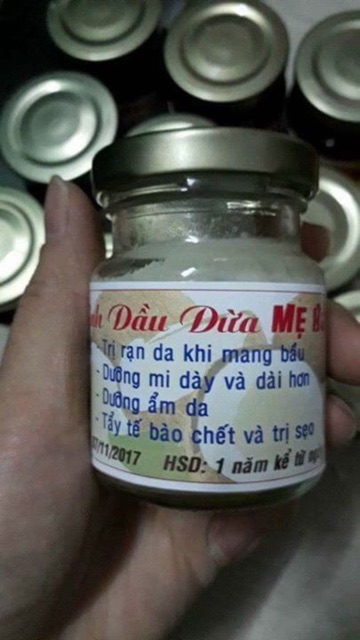 Dầu Dừa MẸ
- Trị rạn da khi mang bầu
- Dưỡng mi dày và dài hơn
- Dưỡng ẩm da
- Tẩy tế bào chết và trị sẹo
/11/2017 HSD: 1 năm kể từ